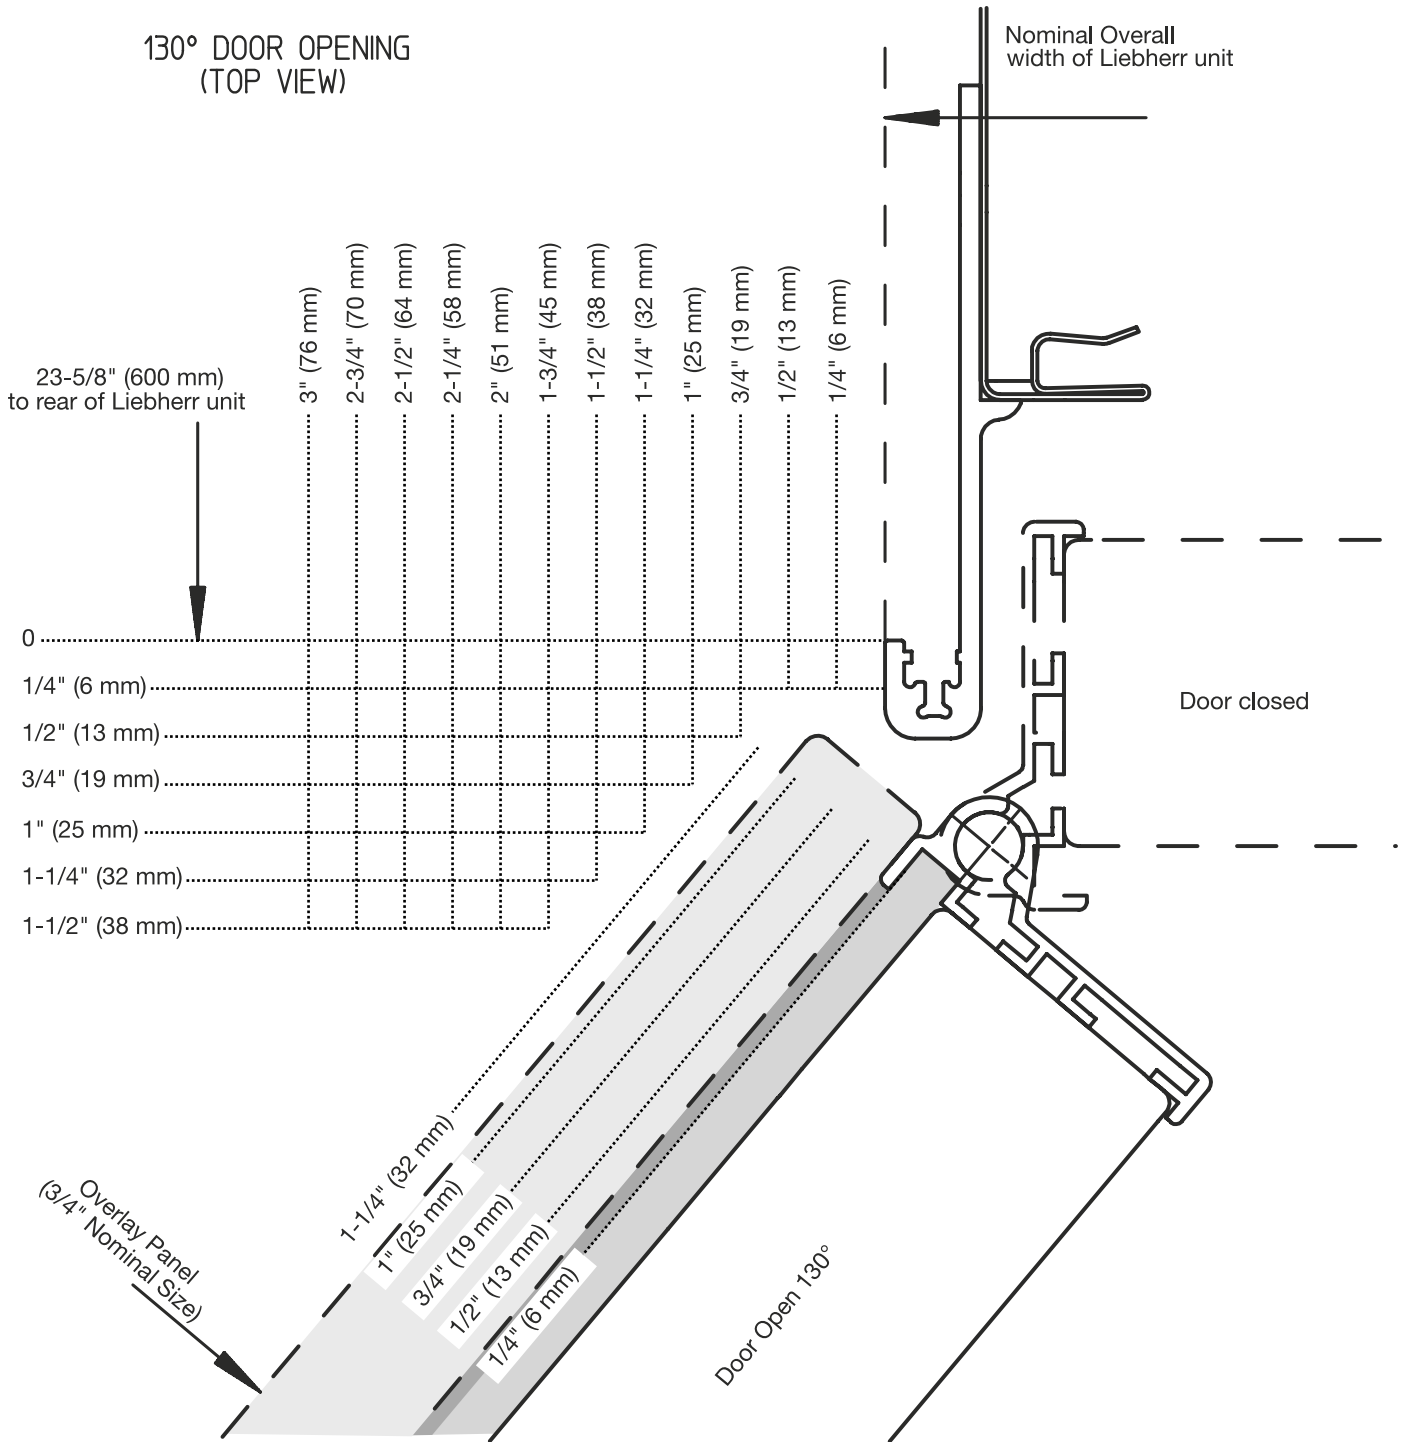 130° DOOR OPENING
(TOP VIEW)
Nominal Overall
width of Liebherr unit
23-5/8" (600 mm)
to rear of Liebherr unit
3" (76 mm)
2-3/4" (70 mm)
2-1/2" (64 mm)
2-1/4" (58 mm)
2" (51 mm)
1-3/4" (45 mm)
1-1/2" (38 mm)
1-1/4" (32 mm)
1" (25 mm)
3/4" (19 mm)
1/2" (13 mm)
1/4" (6 mm)
0
1/4" (6 mm)
1/2" (13 mm)
3/4" (19 mm)
1" (25 mm)
1-1/4" (32 mm)
1-1/2" (38 mm)
Door closed
1-1/4" (32 mm)
1" (25 mm)
3/4" (19 mm)
1/2" (13 mm)
1/4" (6 mm)
Overlay Panel
(3/4" Nominal Size)
Door Open 130°